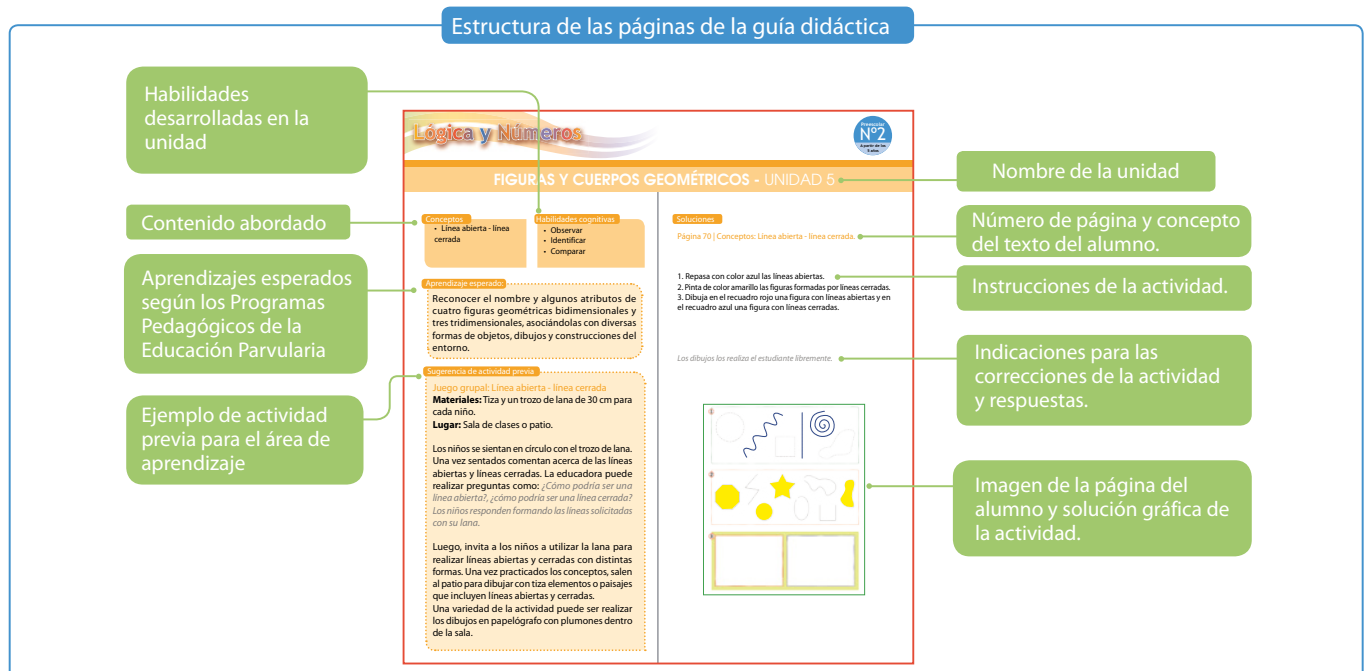 Estructura de las páginas de la guía didáctica
Habilidades
desarrolladas en la
unidad
Contenido abordado
Aprendizajes esperados
según los Programas
Pedagógicos de la
Educación Parvularia
Ejemplo de actividad
previa para el área de
aprendizaje
Lógica y Números
Preescolar
N°2
A partir de los
5 años
FIGURAS Y CUERPOS GEOMÉTRICOS - UNIDAD 5
Conceptos
• Línea abierta - línea
cerrada
Habilidades cognitivas
• Observar
• Identificar
• Comparar
Aprendizaje esperado:
Reconocer el nombre y algunos atributos de
cuatro figuras geométricas bidimensionales y
tres tridimensionales, asociándolas con diversas
formas de objetos, dibujos y construcciones del
entorno.
Sugerencia de actividad previa
Juego grupal: Línea abierta - línea cerrada
Materiales: Tiza y un trozo de lana de 30 cm para
cada niño.
Lugar: Sala de clases o patio.
Los niños se sientan en círculo con el trozo de lana.
Una vez sentados comentan acerca de las líneas
abiertas y líneas cerradas. La educadora puede
realizar preguntas como: ¿Cómo podría ser una
línea abierta?, ¿cómo podría ser una línea cerrada?
Los niños responden formando las líneas solicitadas
con su lana.
Luego, invita a los niños a utilizar la lana para
realizar líneas abiertas y cerradas con distintas
formas. Una vez practicados los conceptos, salen
al patio para dibujar con tiza elementos o paisajes
que incluyen líneas abiertas y cerradas.
Una variedad de la actividad puede ser realizar
los dibujos en papelógrafo con plumones dentro
de la sala.
Soluciones
Página 70 | Conceptos: Línea abierta - línea cerrada.
1. Repasa con color azul las líneas abiertas.
2. Pinta de color amarillo las figuras formadas por líneas cerradas.
3. Dibuja en el recuadro rojo una figura con líneas abiertas y en
el recuadro azul una figura con líneas cerradas.
Los dibujos los realiza el estudiante libremente.
1
2
3
Nombre de la unidad
Número de página y concepto
del texto del alumno.
Instrucciones de la actividad.
Indicaciones para las
correcciones de la actividad
y respuestas.
Imagen de la página del
alumno y solución gráfica de
la actividad.